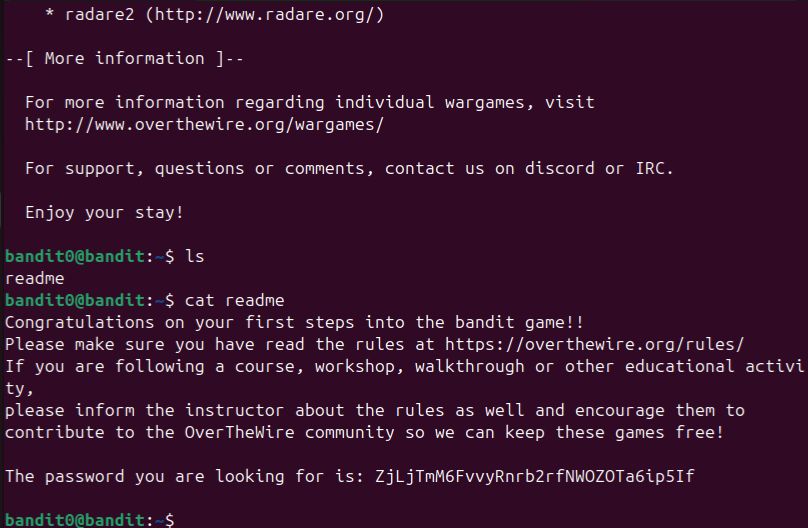 * radare2 (http://www.radare.org/)
--[ More information ]--
For more information regarding individual wargames, visit
http://www.overthewire.org/wargames/
For support, questions or comments, contact us on discord or IRC.
Enjoy your stay!
bandit0@bandit:~$ ls
readme
bandit0@bandit:~$ cat readme
Congratulations on your first steps into the bandit game!!
Please make sure you have read the rules at https://overthewire.org/rules/
If you are following a course, workshop, walkthrough or other educational activi
ty,
please inform the instructor about the rules as well and encourage them to
contribute to the OverTheWire community so we can keep these games free!
The password you are looking for is: ZjLjTmM6FvvyRnrb2rfNWOZOTa6ip5If
bandit0@bandit:~$